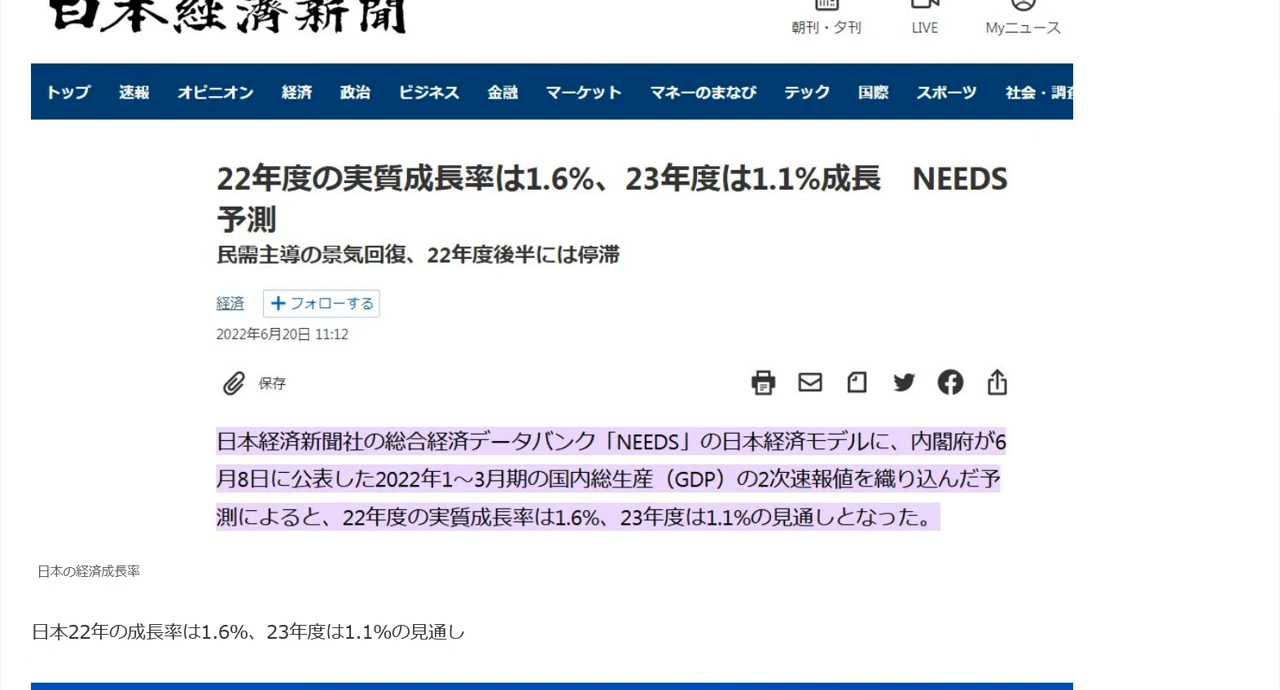 日本経済新聞
朝刊・夕刊 LIVE Myニュース
トップ 速報 オピニオン 経済 政治 ビジネス 金融 マーケット マネーのまなび テック 国際 スポーツ 社会・調査
22年度の実質成長率は1.6%、23年度は1.1%成長　NEEDS
予測
民需主導の景気回復、22年度後半には停滞
経済 +フォローする
2022年6月20日 11:12
保存
日本経済新聞社の総合経済データバンク「NEEDS」の日本経済モデルに、内閣府が6
月8日に公表した2022年1～3月期の国内総生産（GDP）の2次速報値を織り込んだ予
測によると、22年度の実質成長率は1.6%、23年度は1.1%の見通しとなった。
日本の経済成長率
日本22年の成長率は1.6%、23年度は1.1%の見通し